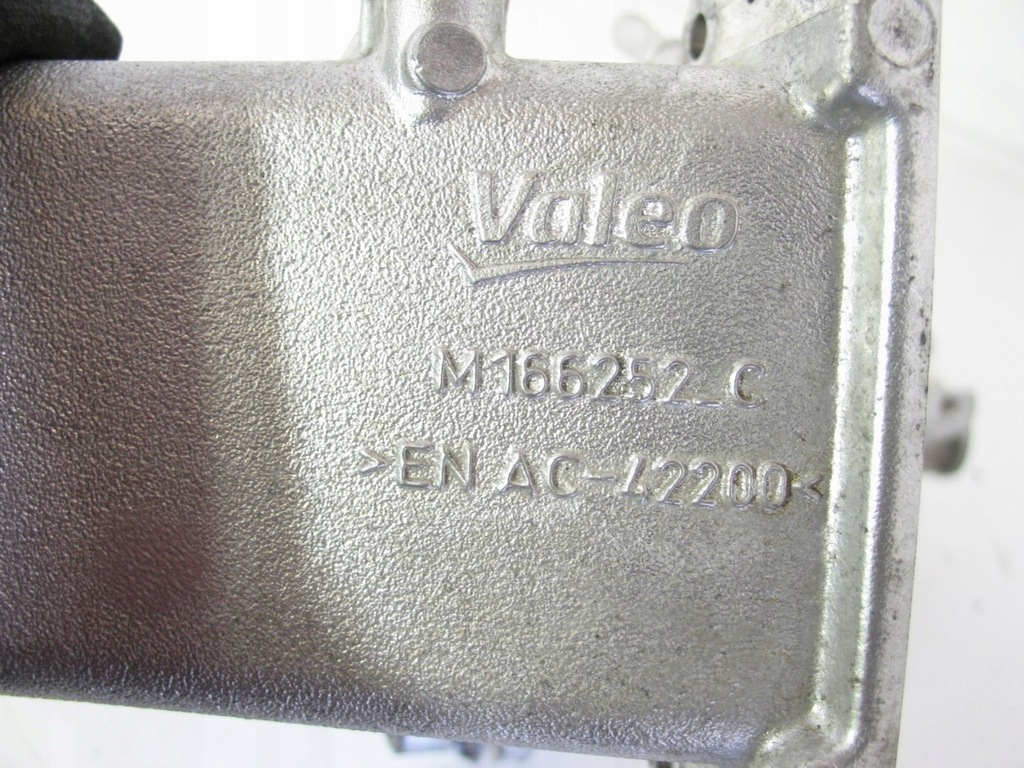 Valeo
M166252_C
>EN AC-42200<